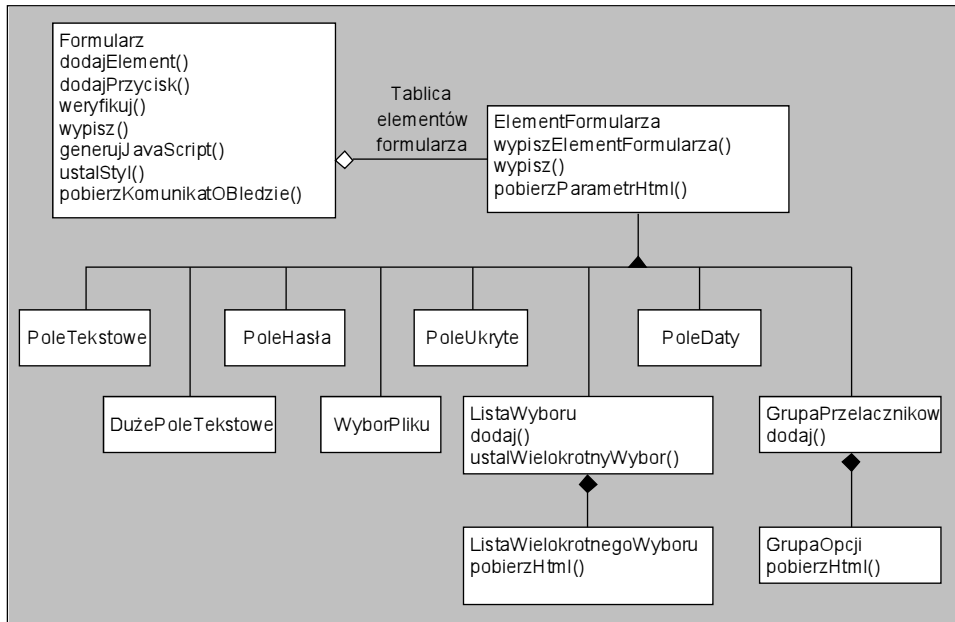 Formularz
dodajElement()
dodajPrzycisk()
weryfikuj()
wypisz()
generujJavaScript()
ustalStyl()
pobierzKomunikatOBledzie()
Tablica
elementów
formularza
ElementFormularza
wypiszElementFormularza()
wypisz()
pobierzParametrHtml()
PoleTekstowe
PoleHasła
PoleUkryte
PoleDaty
DużePoleTekstowe
WyborPliku
ListaWyboru
dodaj()
ustalWielokrotnyWybor()
GrupaPrzelacznikow
dodaj()
ListaWielokrotnegoWyboru
pobierzHtml()
GrupaOpcji
pobierzHtml()